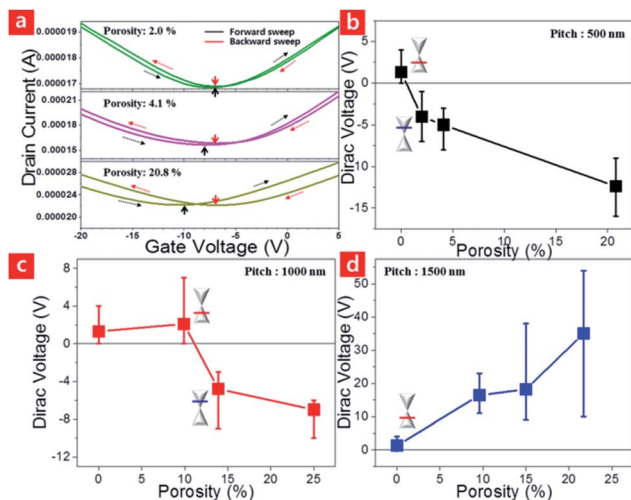 a
Porosity: 2.0 %
Forward sweep
Backward sweep
0.000019
0.000018
0.000017
Porosity: 4.1 %
0.00021
0.00018
0.00015
Porosity: 20.8 %
0.000028
0.000024
0.000020
Drain Current (A)
-20 -15 -10 -5 0 5
Gate Voltage (V)
b
Pitch : 500 nm
5
0
-5
-10
-15
Dirac Voltage (V)
0 5 10 15 20
Porosity (%)
c
Pitch : 1000 nm
8
4
0
-4
-8
-12
Dirac Voltage (V)
0 5 10 15 20 25
Porosity (%)
d
Pitch : 1500 nm
50
40
30
20
10
0
Dirac Voltage (V)
0 5 10 15 20 25
Porosity (%)